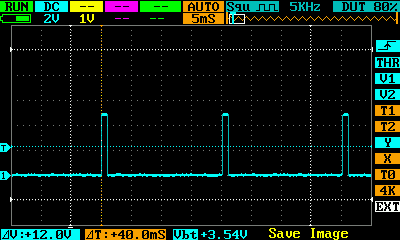 RUN DC -- -- -- AUTO Squ 5KHz DUT 80%
2V 1V 5mS
THR
V1
V2
T1
T2
Y
X
T0
4K
EXT
T
1
ΔV:+12.0V ΔT:+40.0mS Vbt+3.54V Save Image